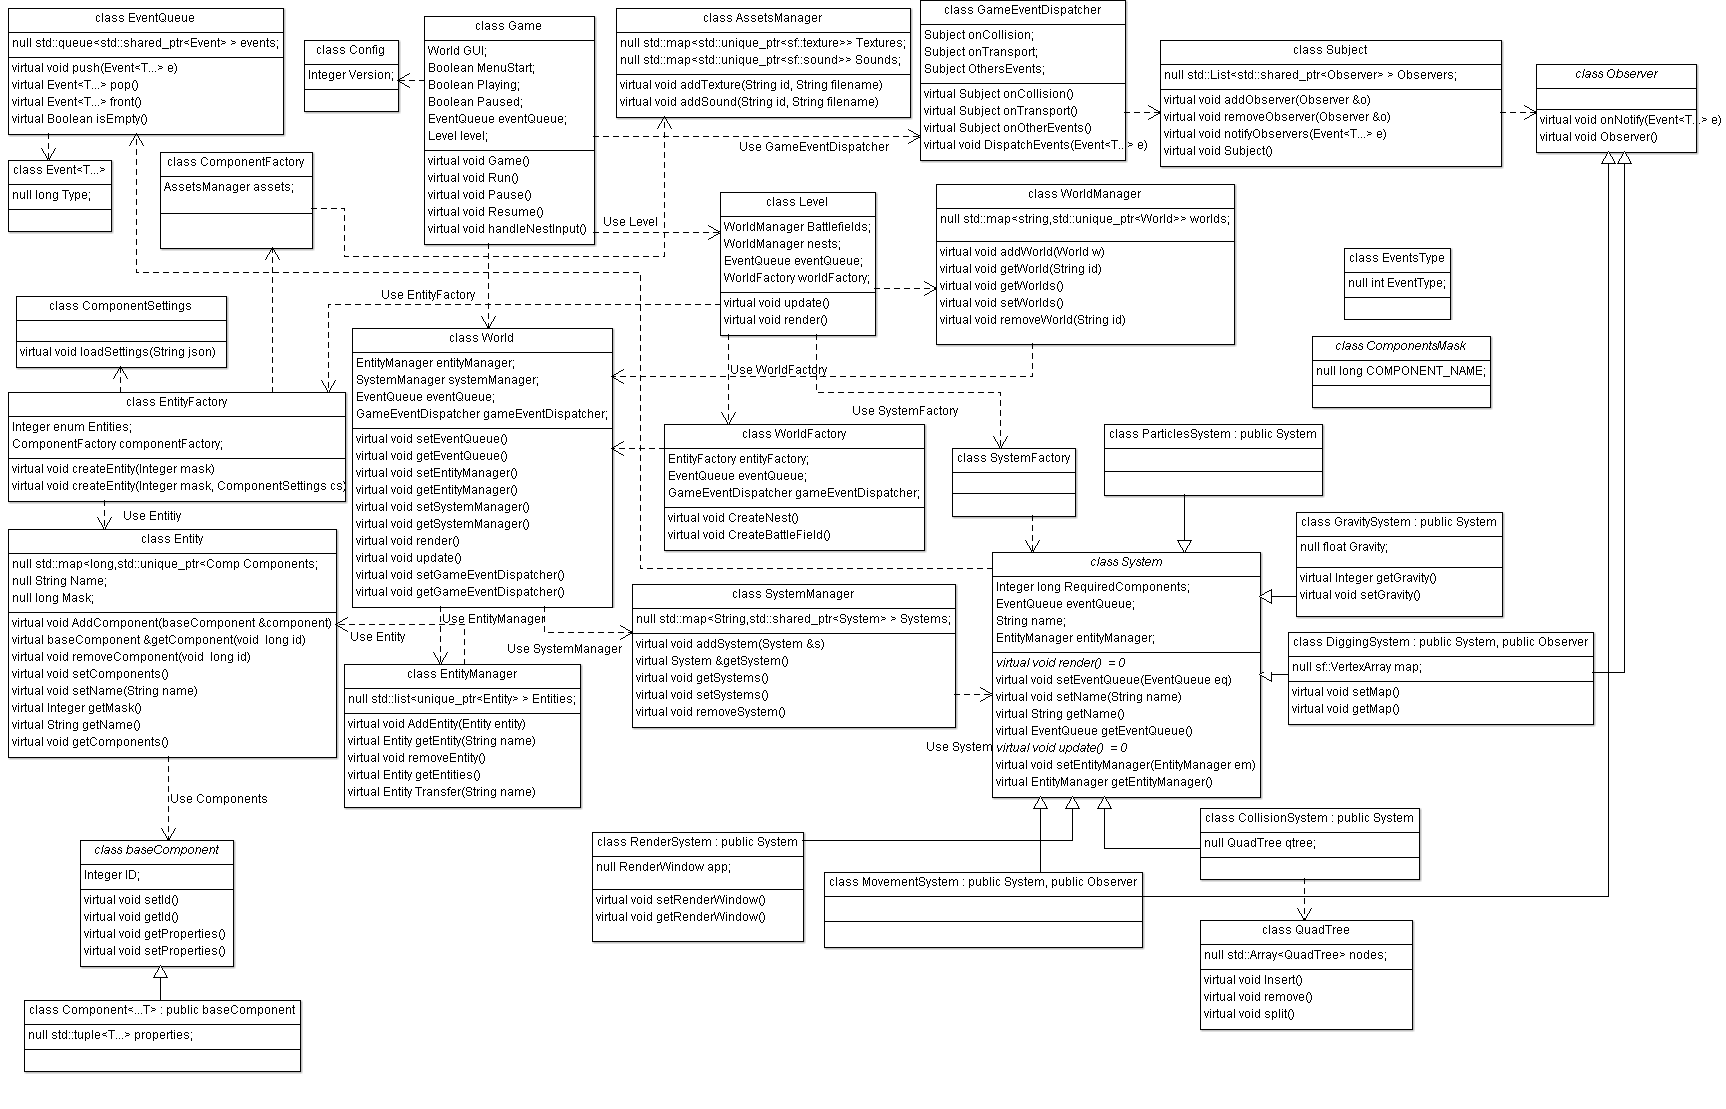 class EventQueue
null std::queue<std::shared_ptr<Event> > events;
virtual void push(Event<T...> e)
virtual Event<T...> pop()
virtual Event<T...> front()
virtual Boolean isEmpty()
class Config
Integer Version;
class Game
World GUI;
Boolean MenuStart;
Boolean Playing;
Boolean Paused;
EventQueue eventQueue;
Level level;
virtual void Game()
virtual void Run()
virtual void Pause()
virtual void Resume()
virtual void handleNestInput()
class AssetsManager
null std::map<std::unique_ptr<sf::texture>> Textures;
null std::map<std::unique_ptr<sf::sound>> Sounds;
virtual void addTexture(String id, String filename)
virtual void addSound(String id, String filename)
class GameEventDispatcher
Subject onCollision;
Subject onTransport;
Subject OthersEvents;
virtual Subject onCollision()
virtual Subject onTransport()
virtual Subject onOtherEvents()
virtual void DispatchEvents(Event<T...> e)
class Subject
null std::List<std::shared_ptr<Observer> > Observers;
virtual void addObserver(Observer &o)
virtual void removeObserver(Observer &o)
virtual void notifyObservers(Event<T...> e)
virtual void Subject()
class Observer
virtual void onNotify(Event<T...> e)
virtual void Observer()
Use GameEventDispatcher
class Event<T...>
null long Type;
class ComponentFactory
AssetsManager assets;
Use Level
class Level
WorldManager Battlefields;
WorldManager nests;
EventQueue eventQueue;
WorldFactory worldFactory;
virtual void update()
virtual void render()
class WorldManager
null std::map<string,std::unique_ptr<World>> worlds;
virtual void addWorld(World w)
virtual void getWorld(String id)
virtual void getWorlds()
virtual void setWorlds()
virtual void removeWorld(String id)
class EventsType
null int EventType;
class ComponentsMask
null long COMPONENT_NAME;
Use EntityFactory
class ComponentSettings
virtual void loadSettings(String json)
class World
EntityManager entityManager;
SystemManager systemManager;
EventQueue eventQueue;
GameEventDispatcher gameEventDispatcher;
virtual void setEventQueue()
virtual void getEventQueue()
virtual void setEntityManager()
virtual void getEntityManager()
virtual void setSystemManager()
virtual void getSystemManager()
virtual void render()
virtual void update()
virtual void setGameEventDispatcher()
virtual void getGameEventDispatcher()
Use WorldFactory
Use SystemFactory
class EntityFactory
Integer enum Entities;
ComponentFactory componentFactory;
virtual void createEntity(Integer mask)
virtual void createEntity(Integer mask, ComponentSettings cs)
class WorldFactory
EntityFactory entityFactory;
EventQueue eventQueue;
GameEventDispatcher gameEventDispatcher;
virtual void CreateNest()
virtual void CreateBattleField()
class SystemFactory
class ParticlesSystem : public System
class GravitySystem : public System
null float Gravity;
virtual Integer getGravity()
virtual void setGravity()
Use Entitiy
class Entity
null std::map<long,std::unique_ptr<Comp Components;
null String Name;
null long Mask;
virtual void AddComponent(baseComponent &component)
virtual baseComponent &getComponent(void  long id)
virtual void removeComponent(void  long id)
virtual void setComponents()
virtual void setName(String name)
virtual Integer getMask()
virtual String getName()
virtual void getComponents()
Use Entity
Use EntityManager
Use SystemManager
class SystemManager
null std::map<String,std::shared_ptr<System> > Systems;
virtual void addSystem(System &s)
virtual System &getSystem()
virtual void getSystems()
virtual void setSystems()
virtual void removeSystem()
class System
Integer long RequiredComponents;
EventQueue eventQueue;
String name;
EntityManager entityManager;
virtual void render()  = 0
virtual void setEventQueue(EventQueue eq)
virtual void setName(String name)
virtual String getName()
virtual EventQueue getEventQueue()
virtual void update()  = 0
virtual void setEntityManager(EntityManager em)
virtual EntityManager getEntityManager()
class DiggingSystem : public System, public Observer
null sf::VertexArray map;
virtual void setMap()
virtual void getMap()
class EntityManager
null std::list<unique_ptr<Entity> > Entities;
virtual void AddEntity(Entity entity)
virtual Entity getEntity(String name)
virtual void removeEntity()
virtual Entity getEntities()
virtual Entity Transfer(String name)
Use System
Use Components
class baseComponent
Integer ID;
virtual void setId()
virtual void getId()
virtual void getProperties()
virtual void setProperties()
class RenderSystem : public System
null RenderWindow app;
virtual void setRenderWindow()
virtual void getRenderWindow()
class MovementSystem : public System, public Observer
class CollisionSystem : public System
null QuadTree qtree;
class QuadTree
null std::Array<QuadTree> nodes;
virtual void Insert()
virtual void remove()
virtual void split()
class Component<...T> : public baseComponent
null std::tuple<T...> properties;